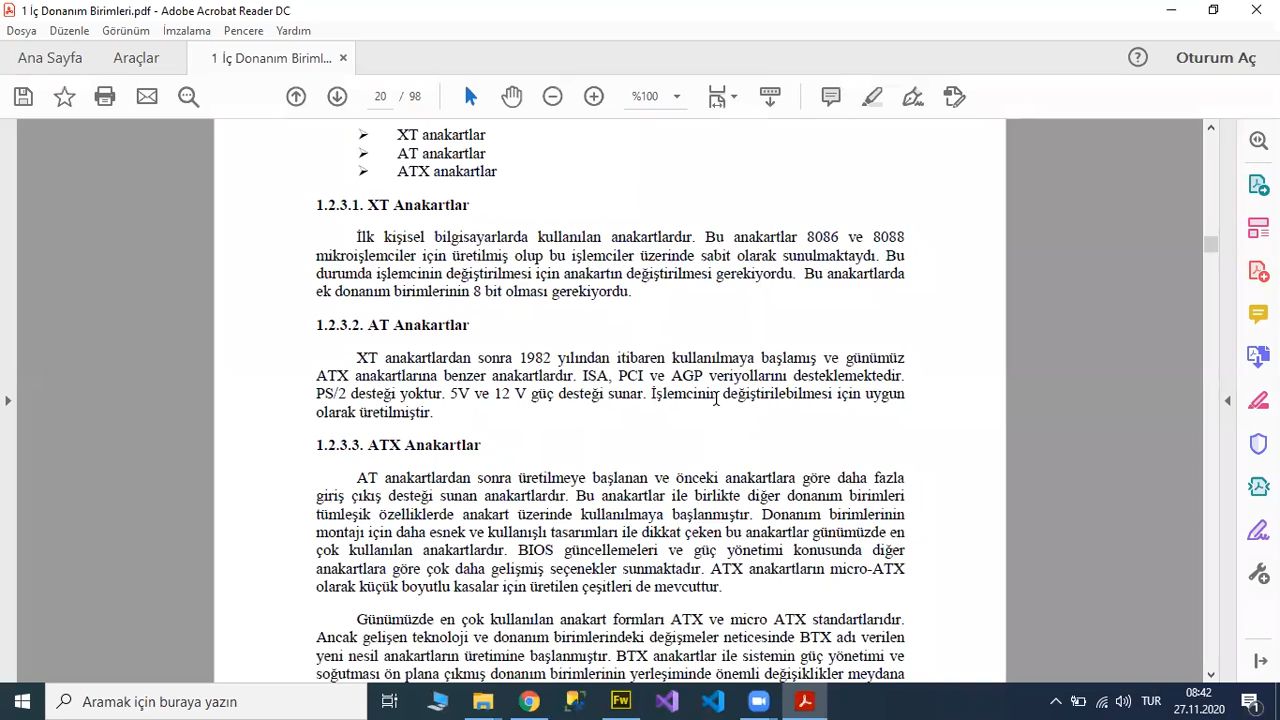 1 İç Donanım Birimleri.pdf - Adobe Acrobat Reader DC
Dosya Düzenle Görünüm İmzalama Pencere Yardım
Ana Sayfa Araçlar 1 İç Donanım Biriml... × Oturum Aç
20 / 98 %100
XT anakartlar
AT anakartlar
ATX anakartlar
1.2.3.1. XT Anakartlar
İlk kişisel bilgisayarlarda kullanılan anakartlardır. Bu anakartlar 8086 ve 8088
mikroişlemciler için üretilmiş olup bu işlemciler üzerinde sabit olarak sunulmaktaydı. Bu
durumda işlemcinin değiştirilmesi için anakartın değiştirilmesi gerekiyordu. Bu anakartlarda
ek donanım birimlerinin 8 bit olması gerekiyordu.
1.2.3.2. AT Anakartlar
XT anakartlardan sonra 1982 yılından itibaren kullanılmaya başlamış ve günümüz
ATX anakartlarına benzer anakartlardır. ISA, PCI ve AGP veriyollarını desteklemektedir.
PS/2 desteği yoktur. 5V ve 12 V güç desteği sunar. İşlemcinin değiştirilebilmesi için uygun
olarak üretilmiştir.
1.2.3.3. ATX Anakartlar
AT anakartlardan sonra üretilmeye başlanan ve önceki anakartlara göre daha fazla
giriş çıkış desteği sunan anakartlardır. Bu anakartlar ile birlikte diğer donanım birimleri
tümleşik özelliklerde anakart üzerinde kullanılmaya başlanmıştır. Donanım birimlerinin
montajı için daha esnek ve kullanışlı tasarımları ile dikkat çeken bu anakartlar günümüzde en
çok kullanılan anakartlardır. BIOS güncellemeleri ve güç yönetimi konusunda diğer
anakartlara göre çok daha gelişmiş seçenekler sunmaktadır. ATX anakartların micro-ATX
olarak küçük boyutlu kasalar için üretilen çeşitleri de mevcuttur.
Günümüzde en çok kullanılan anakart formları ATX ve micro ATX standartlarıdır.
Ancak gelişen teknoloji ve donanım birimlerindeki değişmeler neticesinde BTX adı verilen
yeni nesil anakartların üretimine başlanmıştır. BTX anakartlar ile sistemin güç yönetimi ve
soğutması ön plana çıkmış donanım birimlerinin yerleşiminde önemli değişiklikler meydana
Aramak için buraya yazın
Fw
TUR
08:42
27.11.2020
1